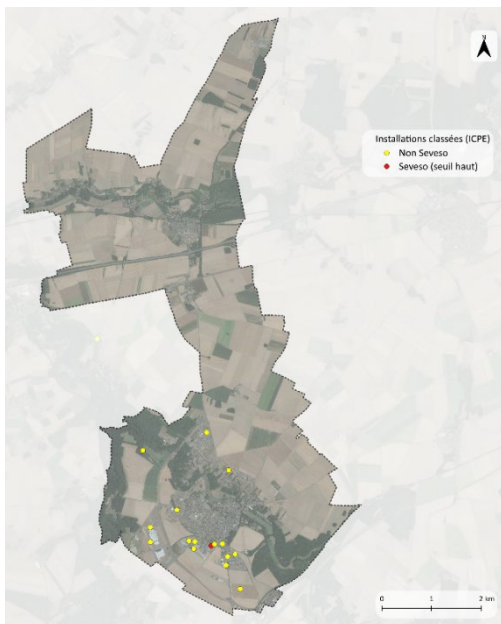 N
Installations classées (ICPE)
Non Seveso
Seveso (seuil haut)
0 1 2 km